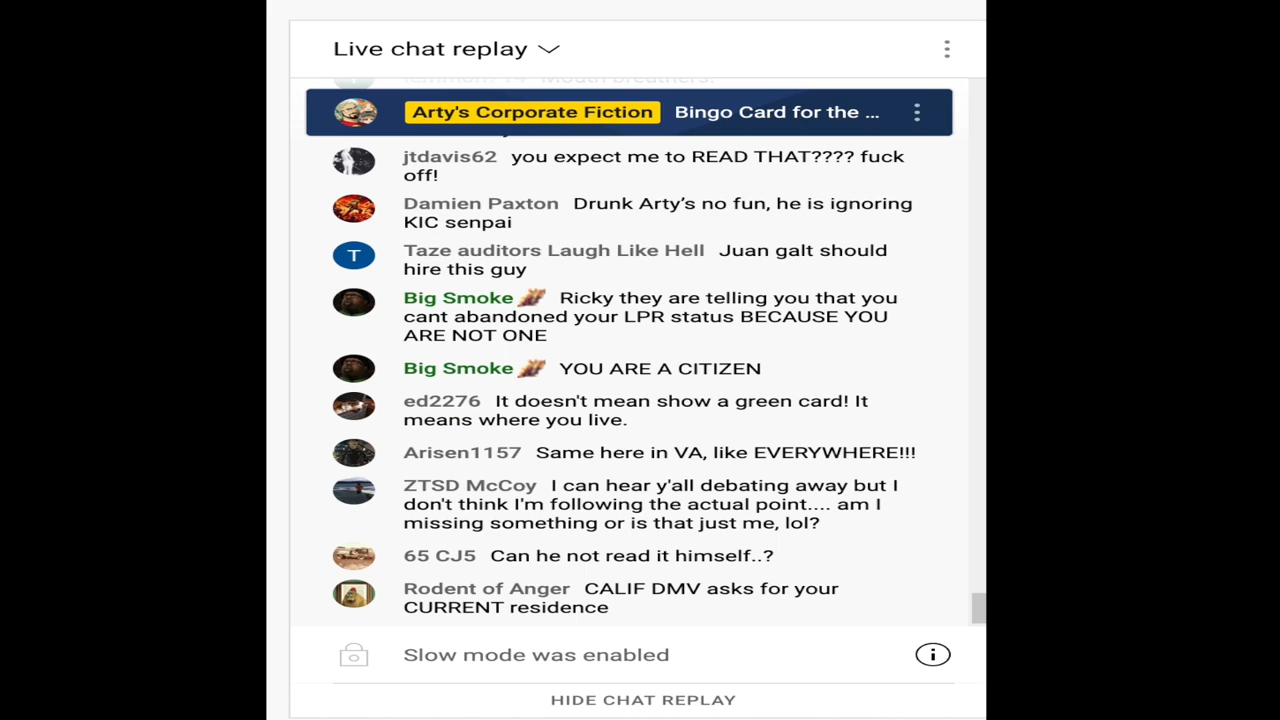 Live chat replay
Mouth breathers!
Arty's Corporate Fiction Bingo Card for the ...
jtdavis62 you expect me to READ THAT???? fuck
off!
Damien Paxton Drunk Arty's no fun, he is ignoring
KIC senpai
T Taze auditors Laugh Like Hell Juan galt should
hire this guy
Big Smoke Ricky they are telling you that you
cant abandoned your LPR status BECAUSE YOU
ARE NOT ONE
Big Smoke YOU ARE A CITIZEN
ed2276 It doesn't mean show a green card! It
means where you live.
Arisen1157 Same here in VA, like EVERYWHERE!!!
ZTSD McCoy I can hear y'all debating away but I
don't think I'm following the actual point.... am I
missing something or is that just me, lol?
65 CJ5 Can he not read it himself..?
Rodent of Anger CALIF DMV asks for your
CURRENT residence
Slow mode was enabled
HIDE CHAT REPLAY